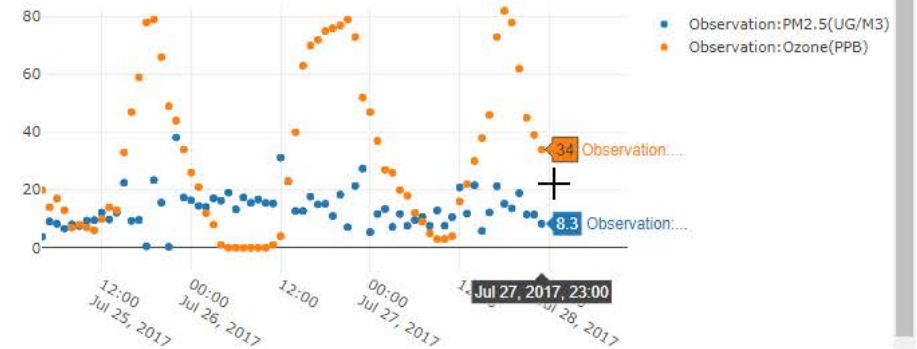 80
60
40
20
0
Observation:PM2.5(UG/M3)
Observation:Ozone(PPB)
34 Observation:...
8.3 Observation:...
12:00
Jul 25, 2017
00:00
Jul 26, 2017
12:00
00:00
Jul 27, 2017
Jul 27, 2017, 23:00
Jul 28, 2017